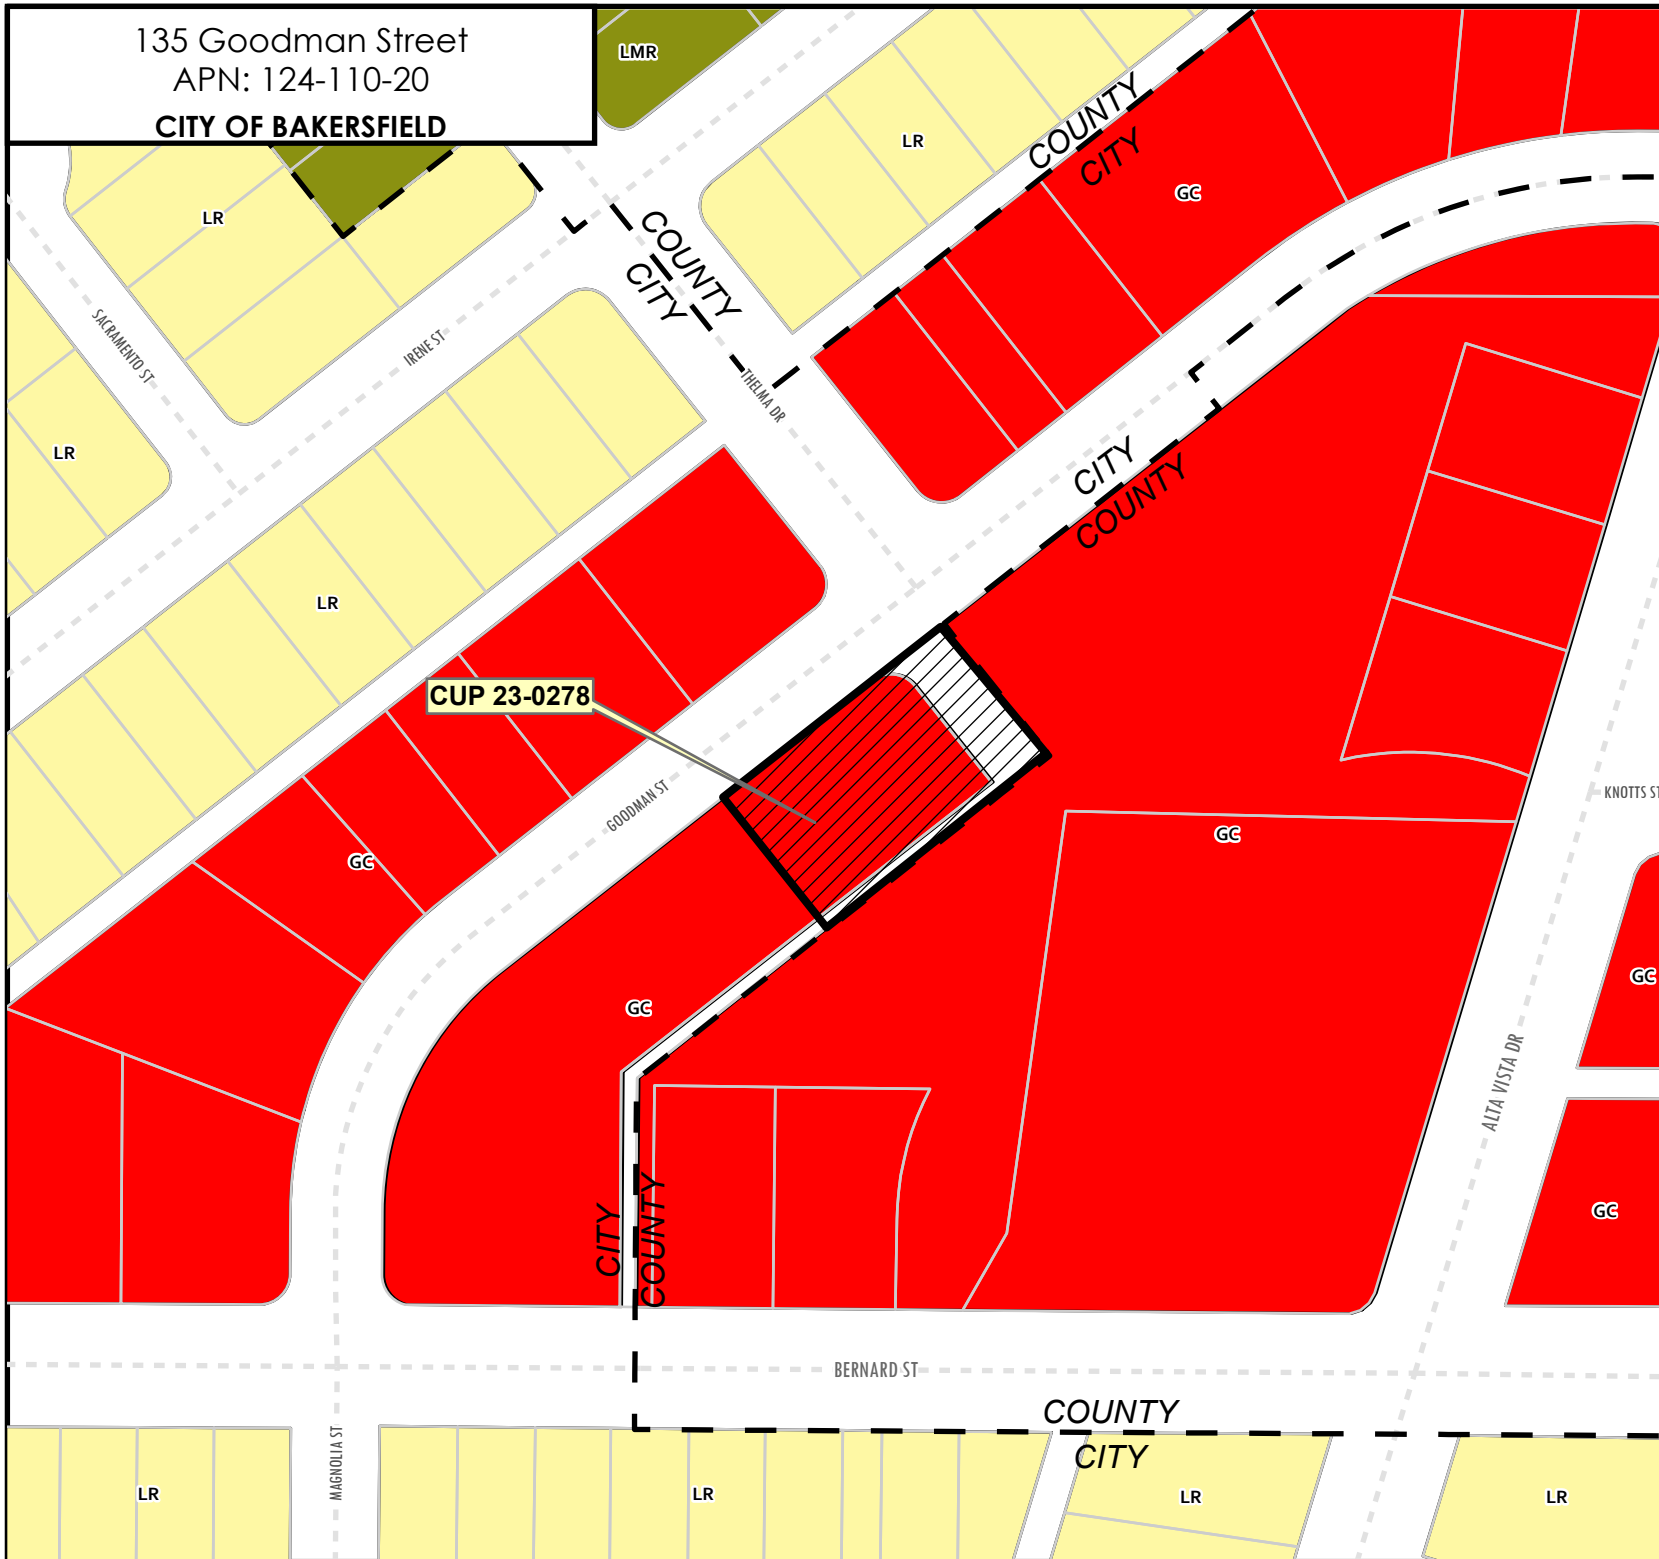 135 Goodman Street
APN: 124-110-20
CITY OF BAKERSFIELD
LMR
LR
GC
COUNTY
CITY
LR
COUNTY
CITY
SACRAMENTO ST
IRENE ST
THELMA DR
LR
CITY
COUNTY
LR
CUP 23-0278
GOODMAN ST
KNOTTS ST
GC
GC
GC
GC
ALTA VISTA DR
GC
CITY
COUNTY
BERNARD ST
COUNTY
CITY
MAGNOLIA ST
LR
LR
LR
LR